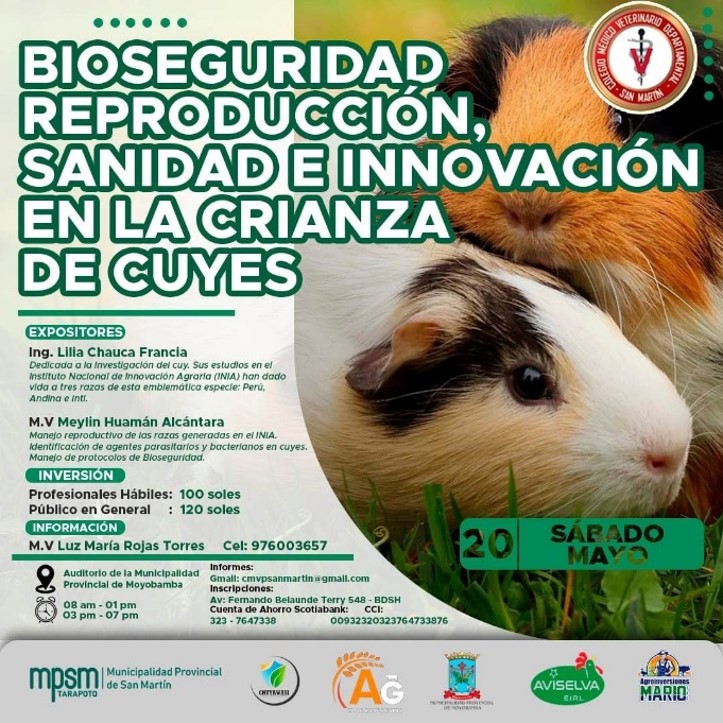 COLEGIO MÉDICO VETERINARIO DEPARTAMENTAL - SAN MARTÍN
BIOSEGURIDAD
REPRODUCCIÓN,
SANIDAD E INNOVACIÓN
EN LA CRIANZA
DE CUYES
EXPOSITORES
Ing. Lilia Chauca Francia
Dedicada a la investigación del cuy. Sus estudios en el
Instituto Nacional de Innovación Agraria (INIA) han dado
vida a tres razas de esta emblemática especie: Perú,
Andina e Inti.
M.V Meylin Huamán Alcántara
Manejo reproductivo de las razas generadas en el INIA.
Identificación de agentes parasitarios y bacterianos en cuyes.
Manejo de protocolos de Bioseguridad.
INVERSIÓN
Profesionales Hábiles: 100 soles
Público en General : 120 soles
INFORMACIÓN
M.V Luz María Rojas Torres Cel: 976003657
20 SÁBADO
MAYO
Auditorio de la Municipalidad
Provincial de Moyobamba
08 am - 01 pm
03 pm - 07 pm
Informes:
Gmail: cmvpsanmartin@gmail.com
Inscripciones:
Av: Fernando Belaunde Terry 548 - BDSH
Cuenta de Ahorro Scotiabank: CCI:
323 - 7647338 00932320323764733876
mpsm
TARAPOTO
Municipalidad Provincial
de San Martín
AG
MUNICIPALIDAD PROVINCIAL
DE MOYOBAMBA
AVISELVA
E.I.R.L
Agroinversiones
MARIO